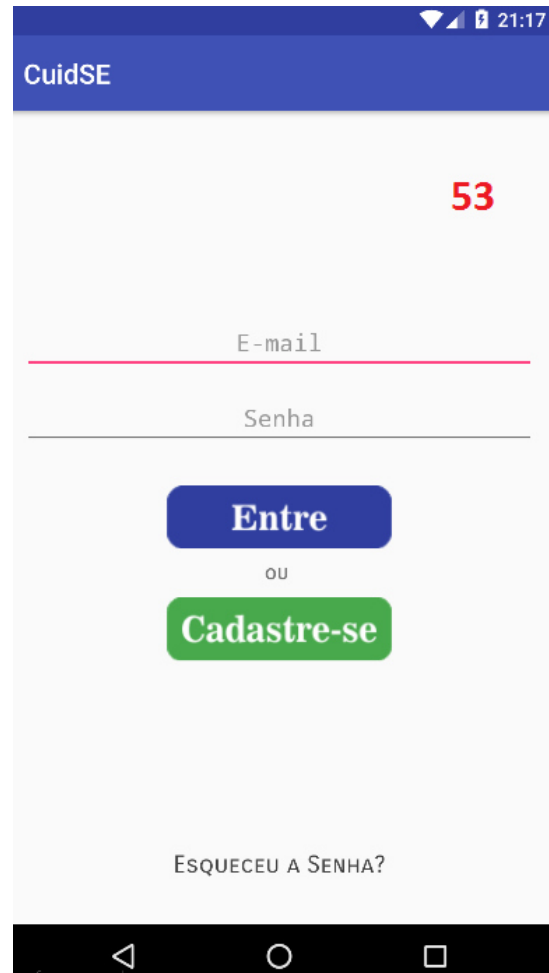 21:17
CuidSE
53
E-mail
Senha
Entre
ou
Cadastre-se
Esqueceu a Senha?